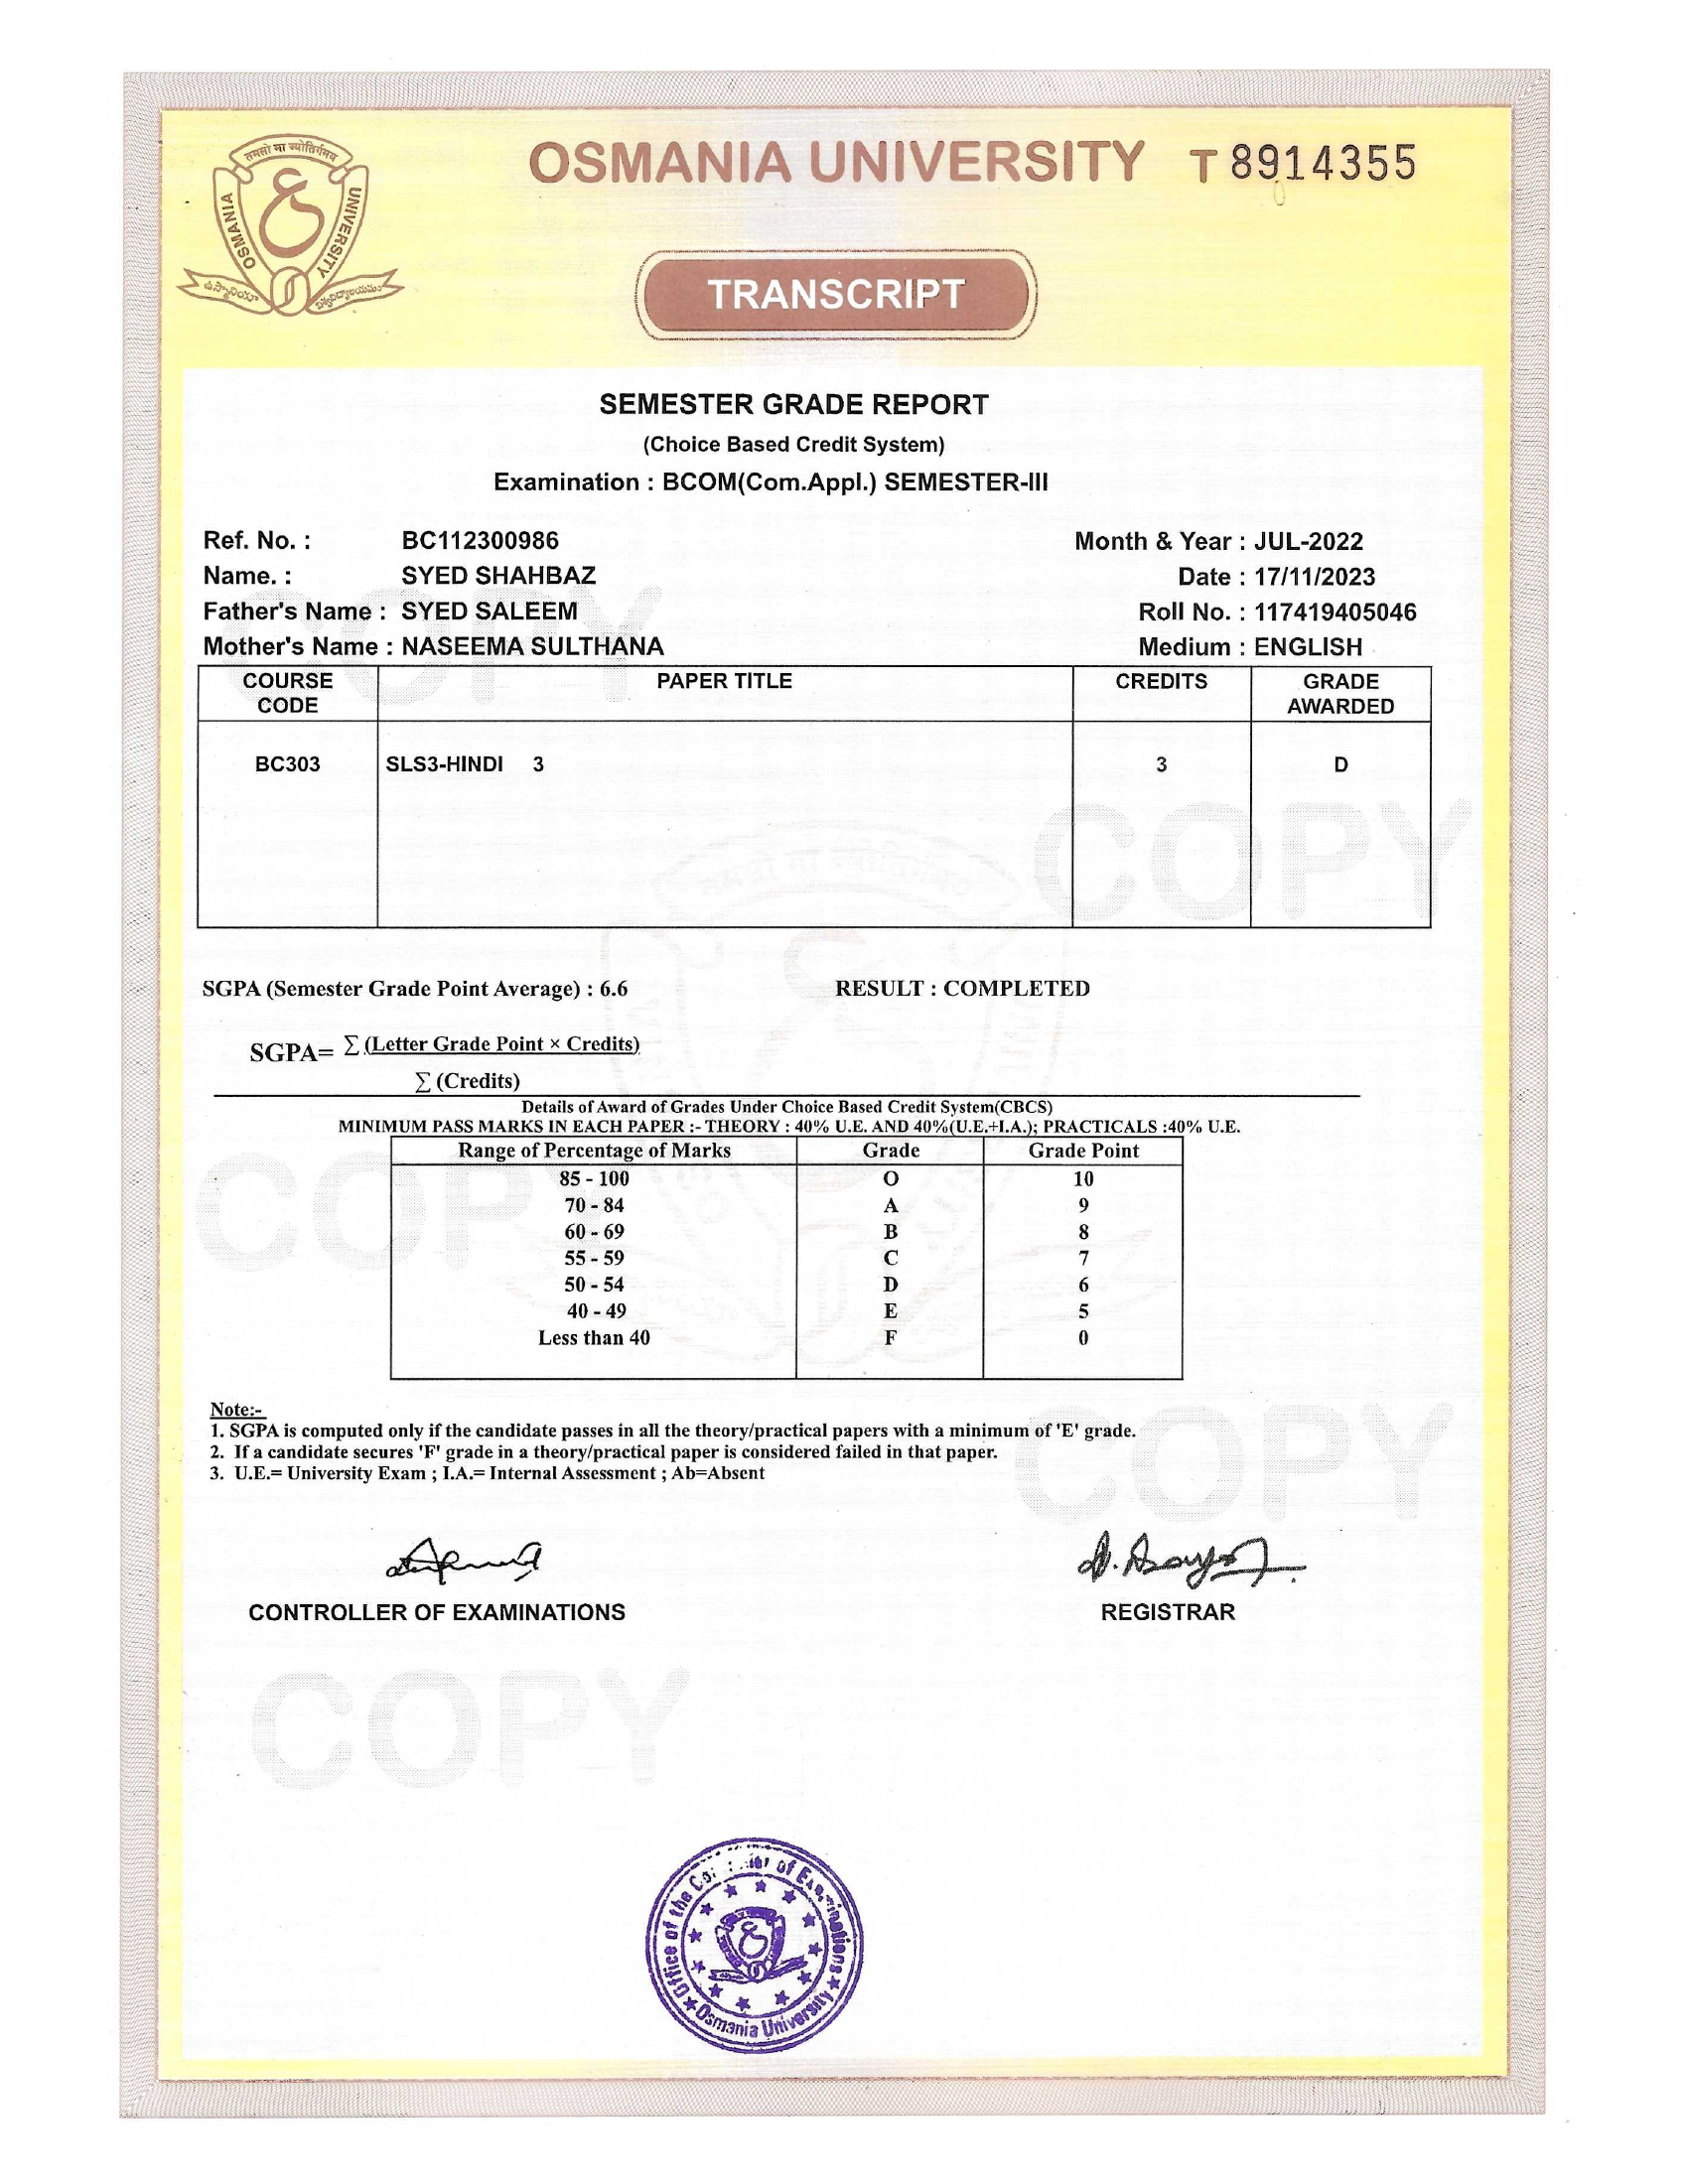 तमसो मा ज्योतिर्गमय
OSMANIA UNIVERSITY
ఉస్మానియా విశ్వవిద్యాలయము
OSMANIA UNIVERSITY T 8914355
TRANSCRIPT
SEMESTER GRADE REPORT
(Choice Based Credit System)
Examination : BCOM(Com.Appl.) SEMESTER-III
Ref. No. : BC112300986 Month & Year : JUL-2022
Name. : SYED SHAHBAZ Date : 17/11/2023
Father's Name : SYED SALEEM Roll No. : 117419405046
Mother's Name : NASEEMA SULTHANA Medium : ENGLISH
COURSE CODE PAPER TITLE CREDITS GRADE AWARDED
BC303 SLS3-HINDI 3 3 D
SGPA (Semester Grade Point Average) : 6.6 RESULT : COMPLETED
SGPA= ∑ (Letter Grade Point × Credits)
∑ (Credits)
Details of Award of Grades Under Choice Based Credit System(CBCS)
MINIMUM PASS MARKS IN EACH PAPER :- THEORY : 40% U.E. AND 40%(U.E.+I.A.); PRACTICALS :40% U.E.
Range of Percentage of Marks Grade Grade Point
85 - 100 O 10
70 - 84 A 9
60 - 69 B 8
55 - 59 C 7
50 - 54 D 6
40 - 49 E 5
Less than 40 F 0
Note:-
1. SGPA is computed only if the candidate passes in all the theory/practical papers with a minimum of 'E' grade.
2. If a candidate secures 'F' grade in a theory/practical paper is considered failed in that paper.
3. U.E.= University Exam ; I.A.= Internal Assessment ; Ab=Absent
CONTROLLER OF EXAMINATIONS REGISTRAR
COPY
COPY
COPY
COPY
COPY
Office of the Controller of Examinations
Osmania University